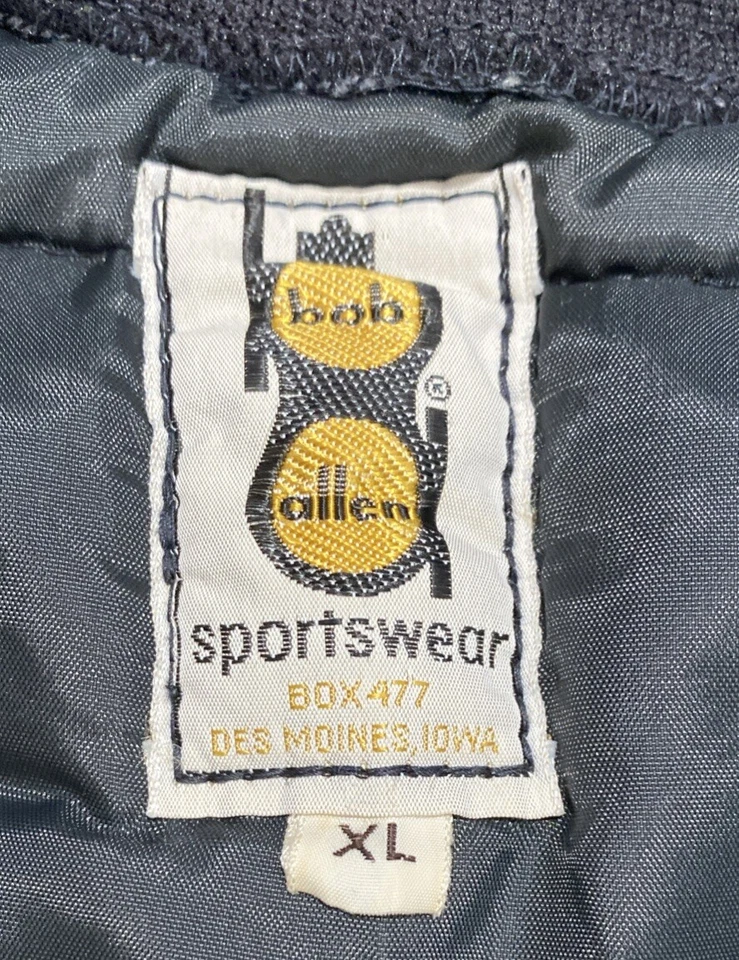 bob
®
allen
sportswear
BOX 477
DES MOINES, IOWA
XL